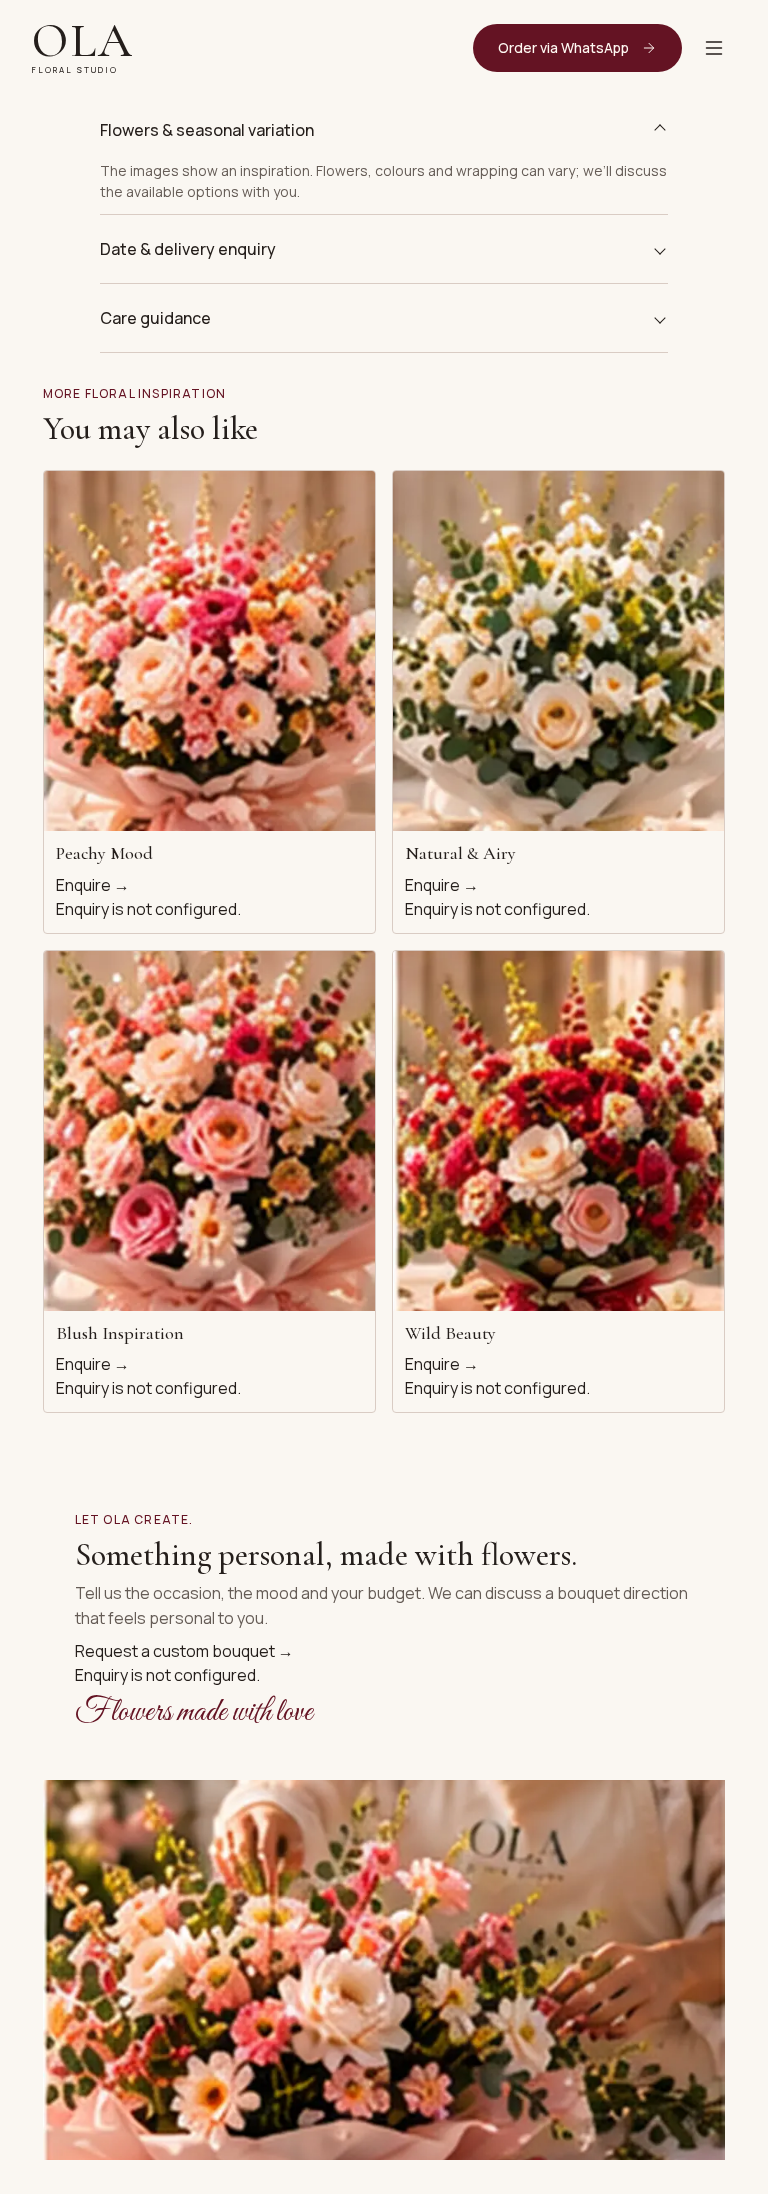 OLA
FLORAL STUDIO
Order via WhatsApp →
Flowers & seasonal variation
The images show an inspiration. Flowers, colours and wrapping can vary; we'll discuss
the available options with you.
Date & delivery enquiry
Care guidance
MORE FLORAL INSPIRATION
You may also like
Peachy Mood
Enquire →
Enquiry is not configured.
Natural & Airy
Enquire →
Enquiry is not configured.
Blush Inspiration
Enquire →
Enquiry is not configured.
Wild Beauty
Enquire →
Enquiry is not configured.
LET OLA CREATE.
Something personal, made with flowers.
Tell us the occasion, the mood and your budget. We can discuss a bouquet direction
that feels personal to you.
Request a custom bouquet →
Enquiry is not configured.
Flowers made with love
OLA